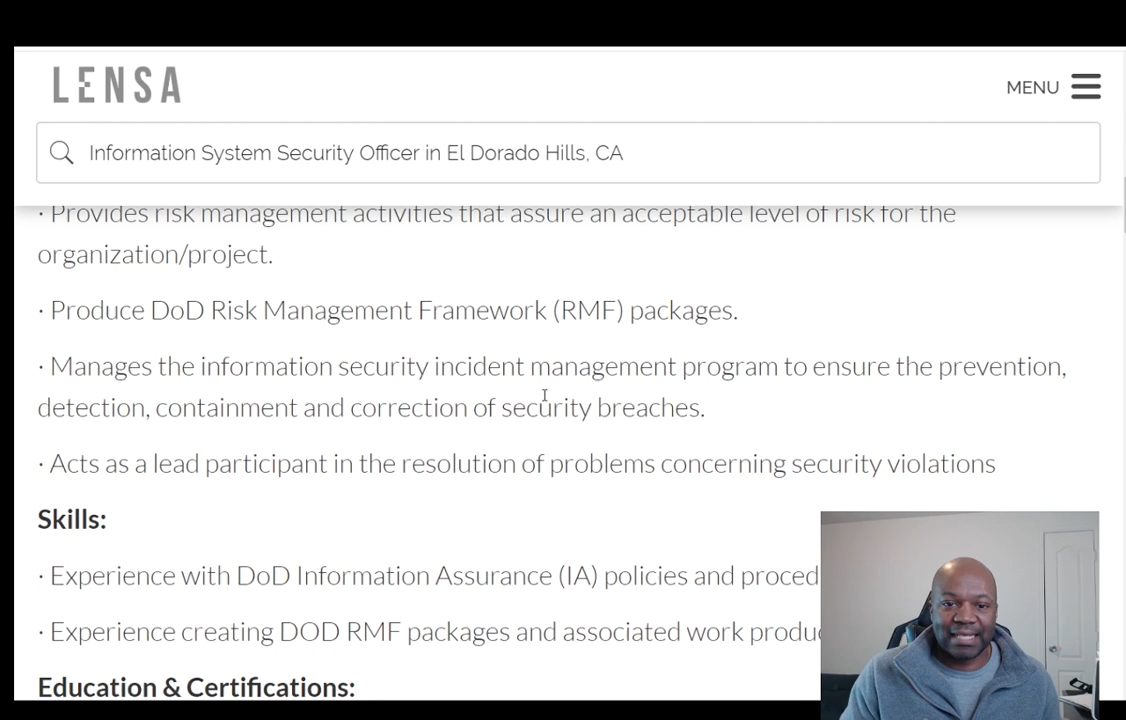 LENSA
MENU
Information System Security Officer in El Dorado Hills, CA
· Provides risk management activities that assure an acceptable level of risk for the
organization/project.
· Produce DoD Risk Management Framework (RMF) packages.
· Manages the information security incident management program to ensure the prevention,
detection, containment and correction of security breaches.
· Acts as a lead participant in the resolution of problems concerning security violations
Skills:
· Experience with DoD Information Assurance (IA) policies and proced
· Experience creating DOD RMF packages and associated work produc
Education & Certifications: